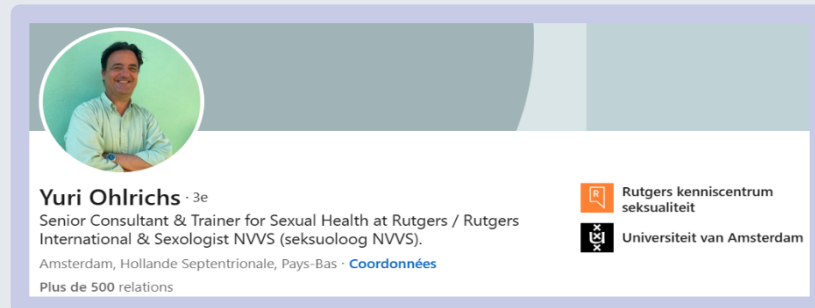 Yuri Ohlrichs · 3e
Senior Consultant & Trainer for Sexual Health at Rutgers / Rutgers
International & Sexologist NVVS (seksuoloog NVVS).
Amsterdam, Hollande Septentrionale, Pays-Bas · Coordonnées
Plus de 500 relations
R
Rutgers kenniscentrum
seksualiteit
Universiteit van Amsterdam